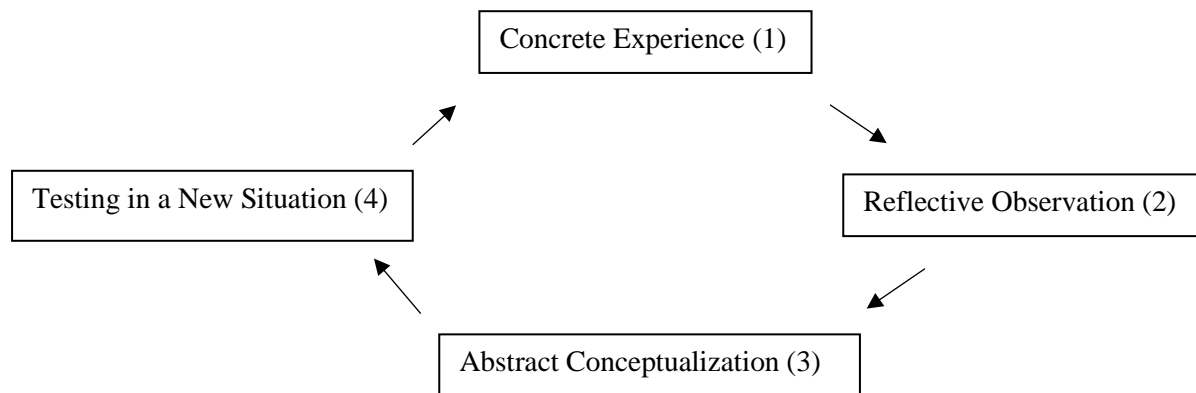 Concrete Experience (1)
Testing in a New Situation (4)
Reflective Observation (2)
Abstract Conceptualization (3)